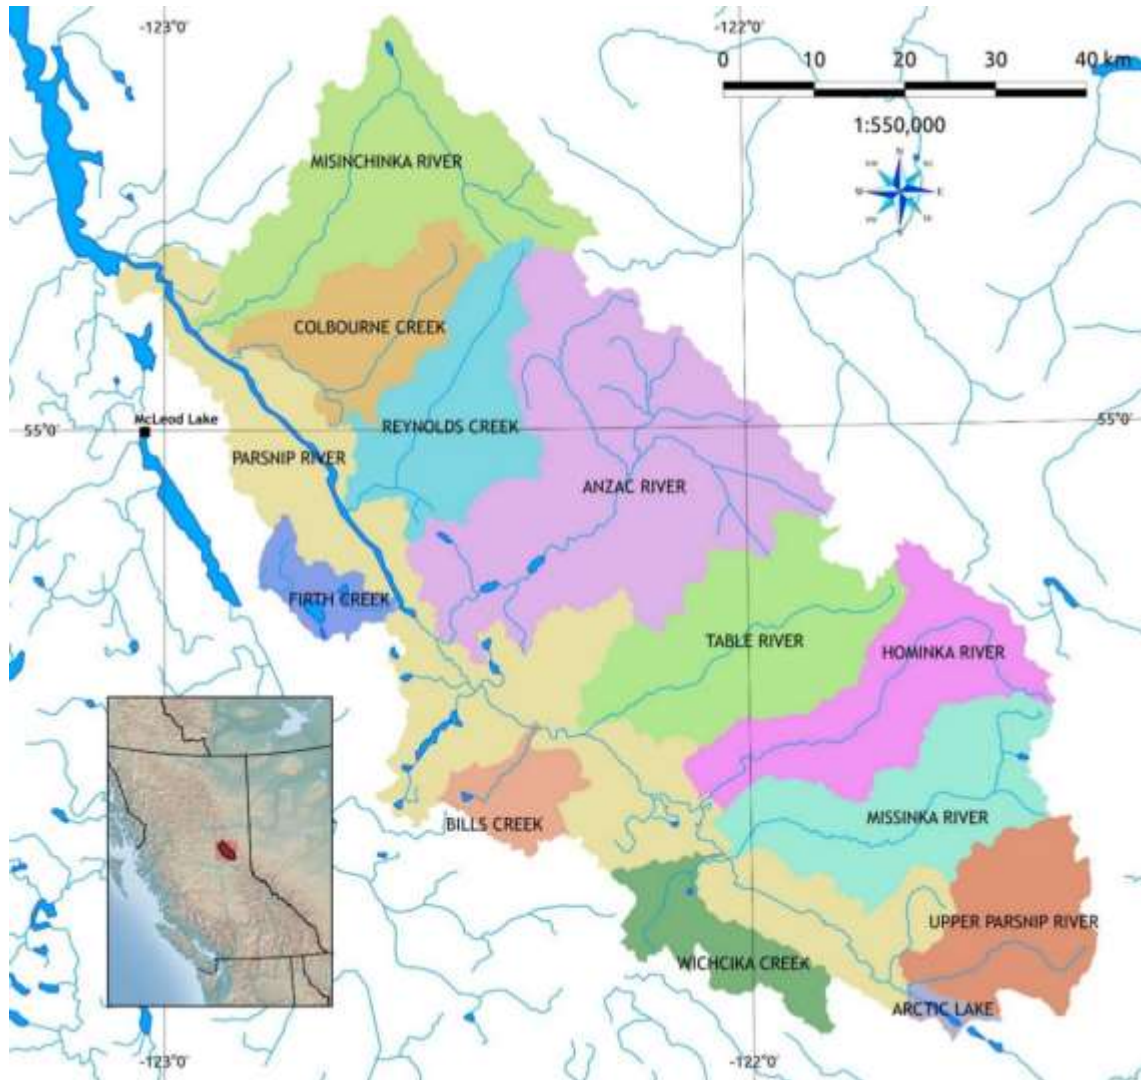 -123°0'
-122°0'
0 10 20 30 40 km
1:550,000
N
W E
S
MISINCHINKA RIVER
COLBOURNE CREEK
McLeod Lake
55°0'
55°0'
REYNOLDS CREEK
PARSNIP RIVER
ANZAC RIVER
FIRTH CREEK
TABLE RIVER
HOMINKA RIVER
BILLS CREEK
MISSINKA RIVER
UPPER PARSNIP RIVER
WICHCIKA CREEK
ARCTIC LAKE
-123°0'
-122°0'